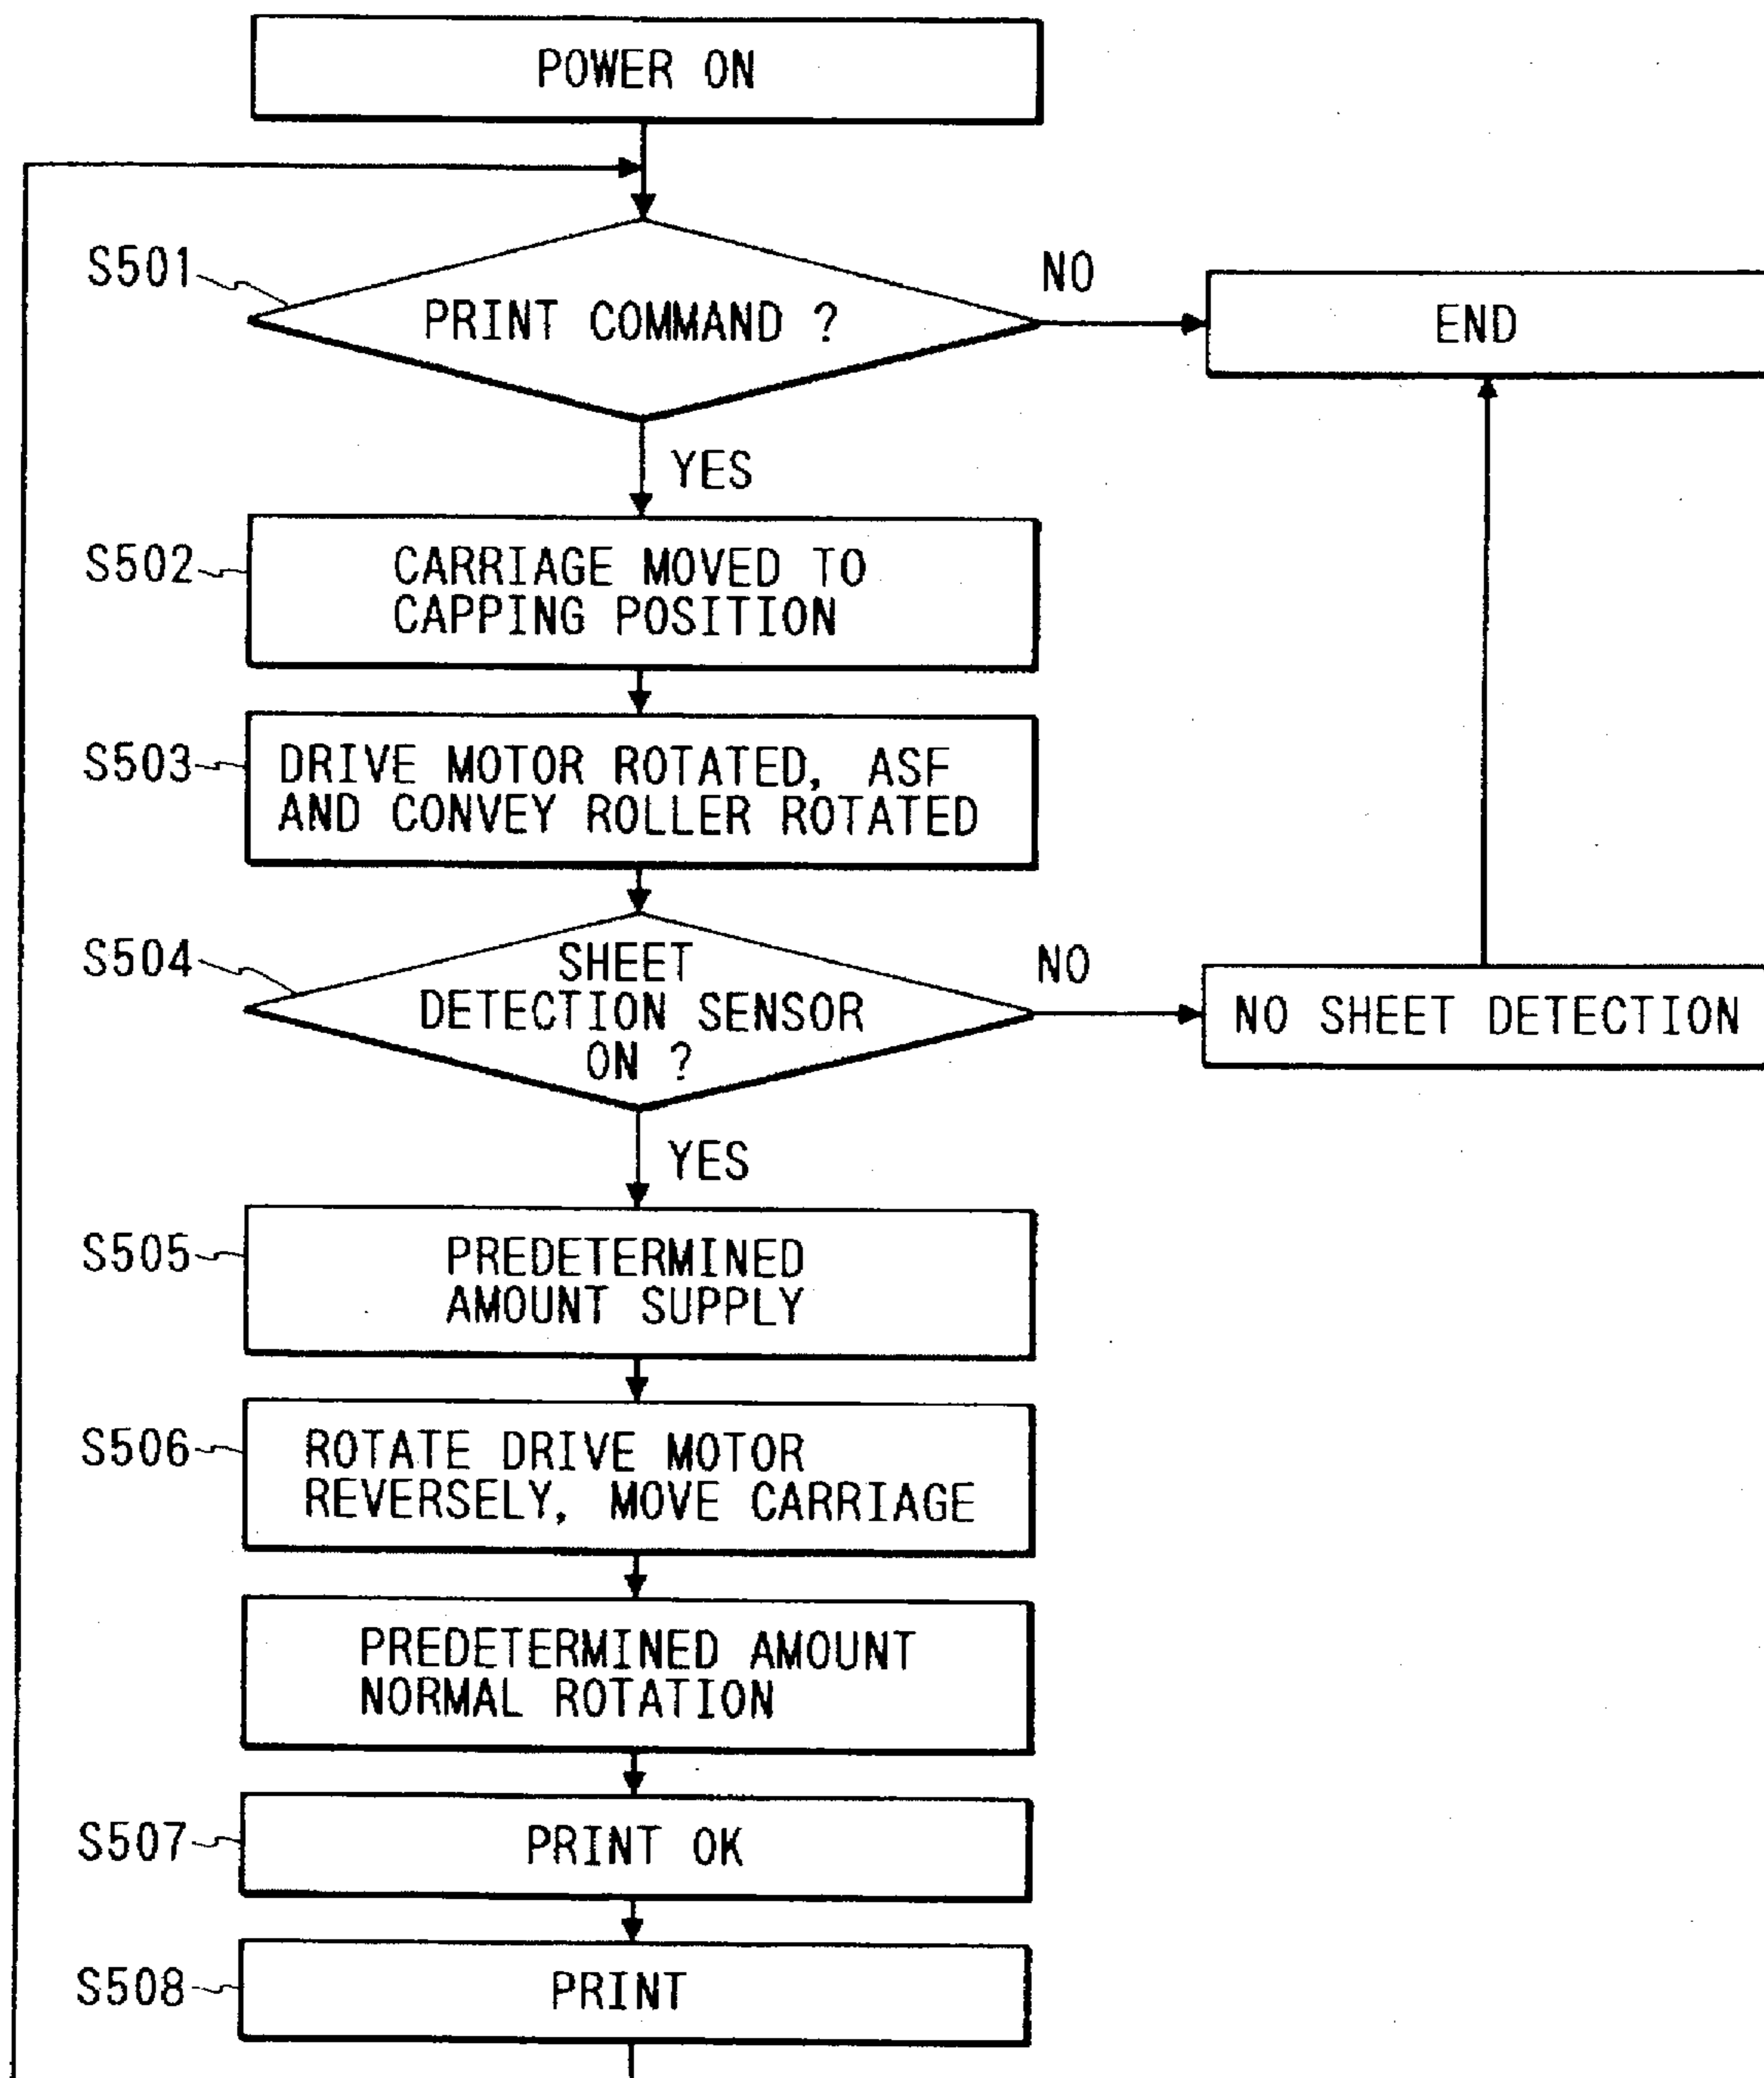 POWER ON
S501
PRINT COMMAND ?
NO
END
YES
S502
CARRIAGE MOVED TO
CAPPING POSITION
S503
DRIVE MOTOR ROTATED, ASF
AND CONVEY ROLLER ROTATED
S504
SHEET
DETECTION SENSOR
ON ?
NO
NO SHEET DETECTION
YES
S505
PREDETERMINED
AMOUNT SUPPLY
S506
ROTATE DRIVE MOTOR
REVERSELY, MOVE CARRIAGE
PREDETERMINED AMOUNT
NORMAL ROTATION
S507
PRINT OK
S508
PRINT